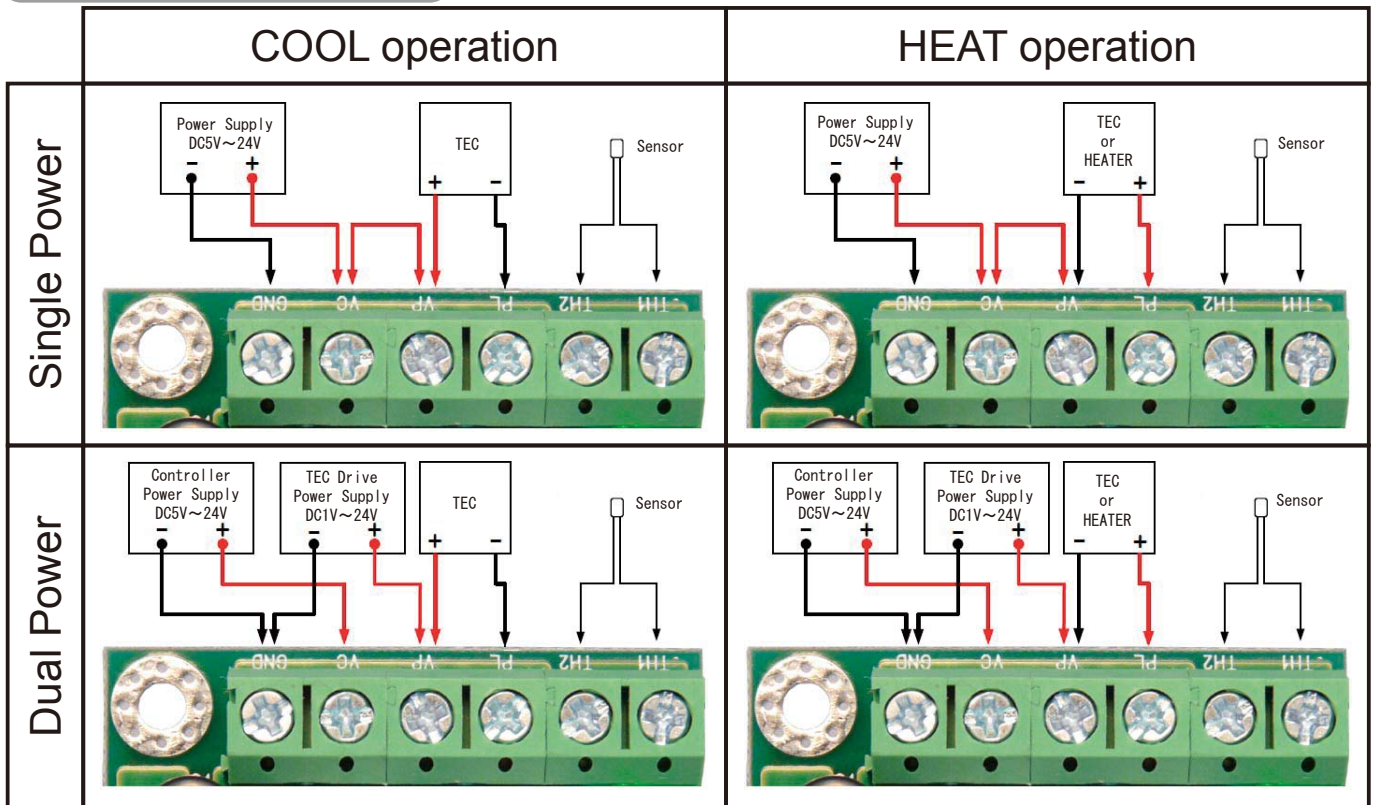 COOL operation
HEAT operation
Single Power
Power Supply
DC5V～24V
- +
TEC
+ -
Sensor
GND VC VP PL TH2 TH1
Power Supply
DC5V～24V
- +
TEC
or
HEATER
- +
Sensor
GND VC VP PL TH2 TH1
Dual Power
Controller
Power Supply
DC5V～24V
- +
TEC Drive
Power Supply
DC1V～24V
- +
TEC
+ -
Sensor
GND VC VP PL TH2 TH1
Controller
Power Supply
DC5V～24V
- +
TEC Drive
Power Supply
DC1V～24V
- +
TEC
or
HEATER
- +
Sensor
GND VC VP PL TH2 TH1